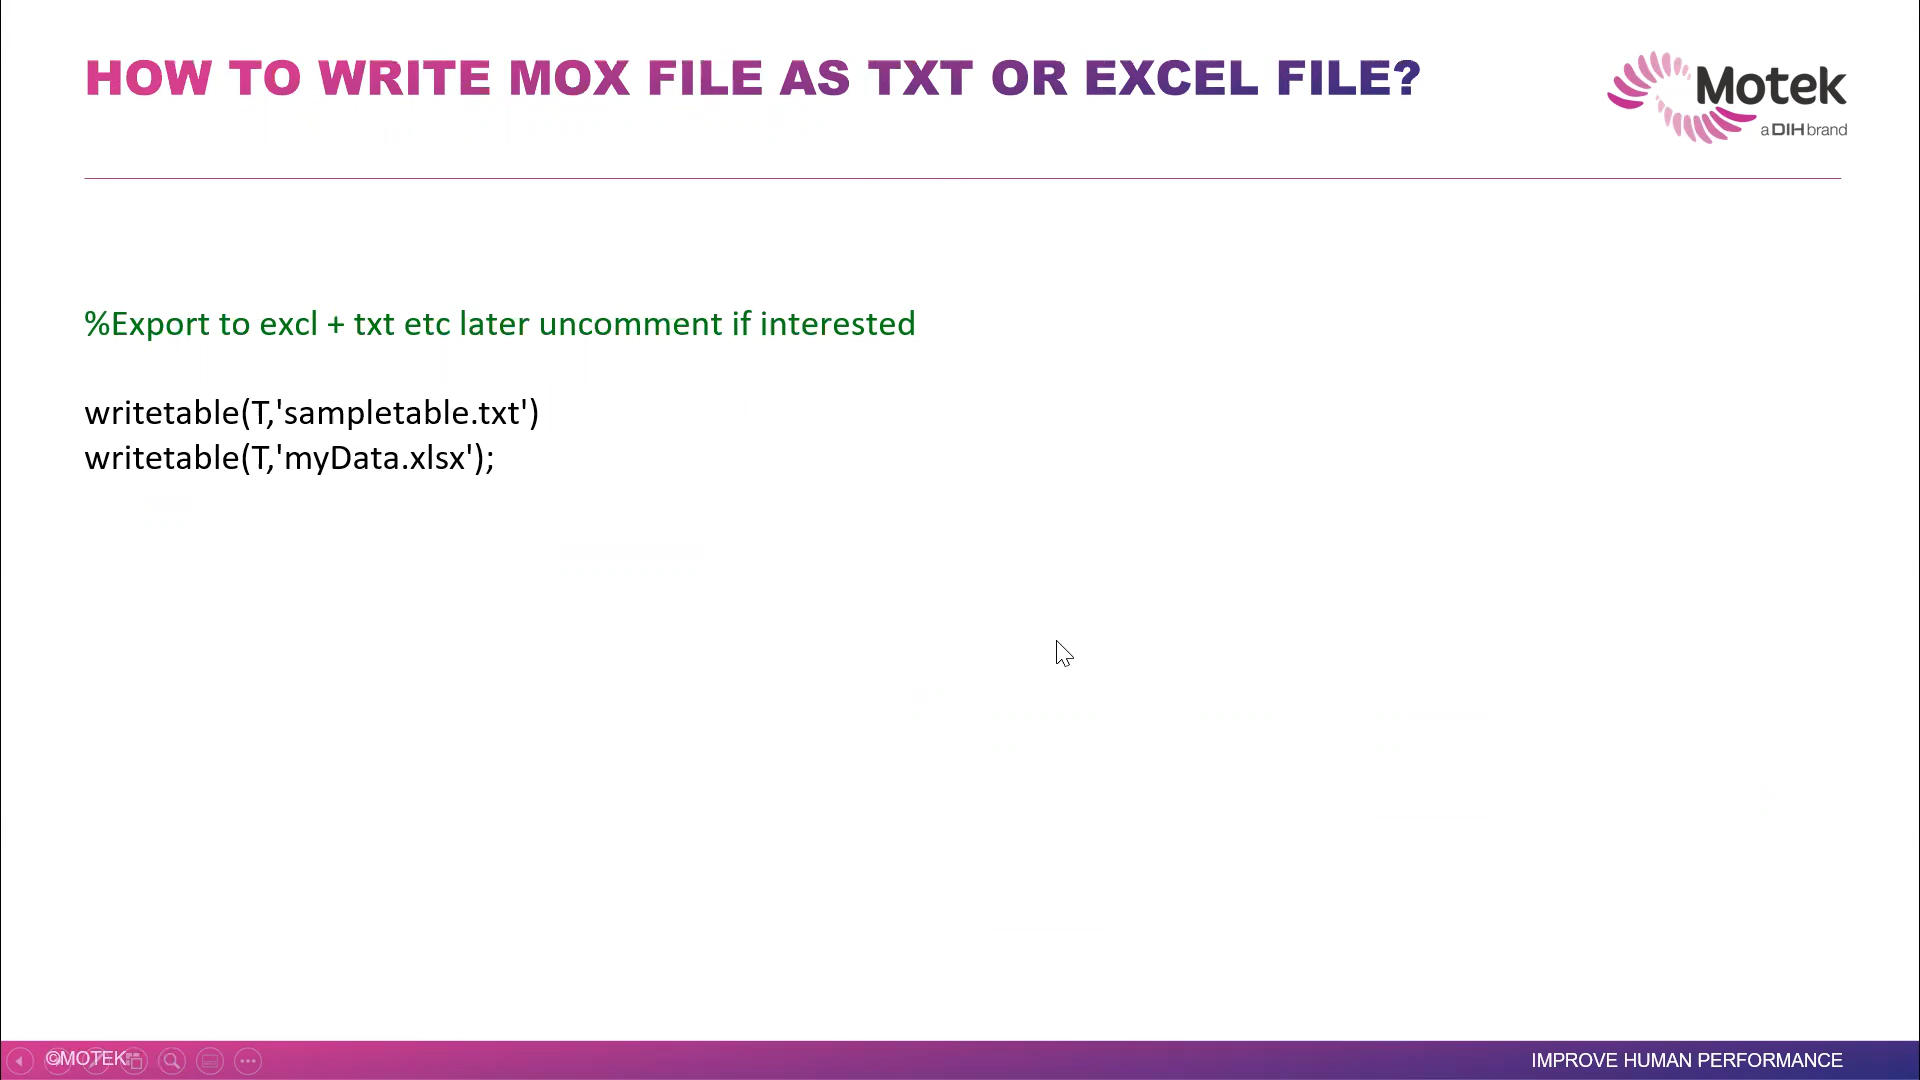 HOW TO WRITE MOX FILE AS TXT OR EXCEL FILE?
Motek
a DIH brand
%Export to excl + txt etc later uncomment if interested
writetable(T,'sampletable.txt')
writetable(T,'myData.xlsx');
©MOTEK
IMPROVE HUMAN PERFORMANCE